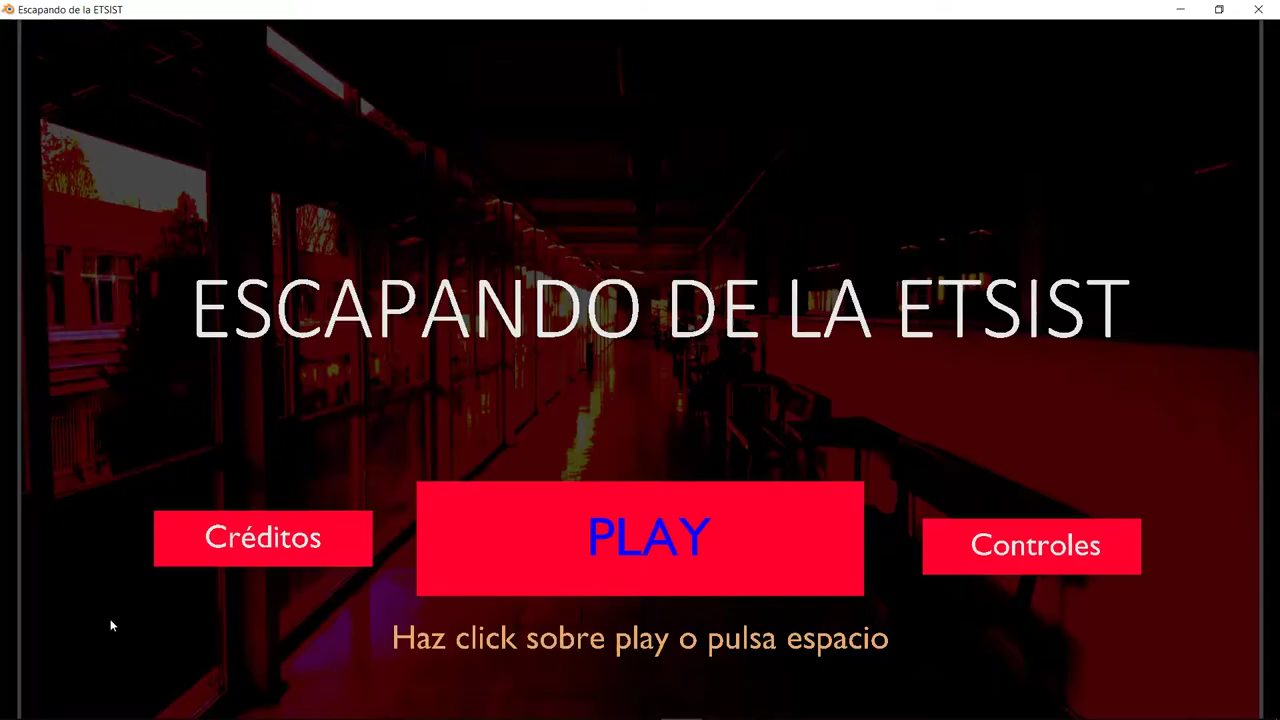 Escapando de la ETSIST
ESCAPANDO DE LA ETSIST
Créditos
PLAY
Controles
Haz click sobre play o pulsa espacio